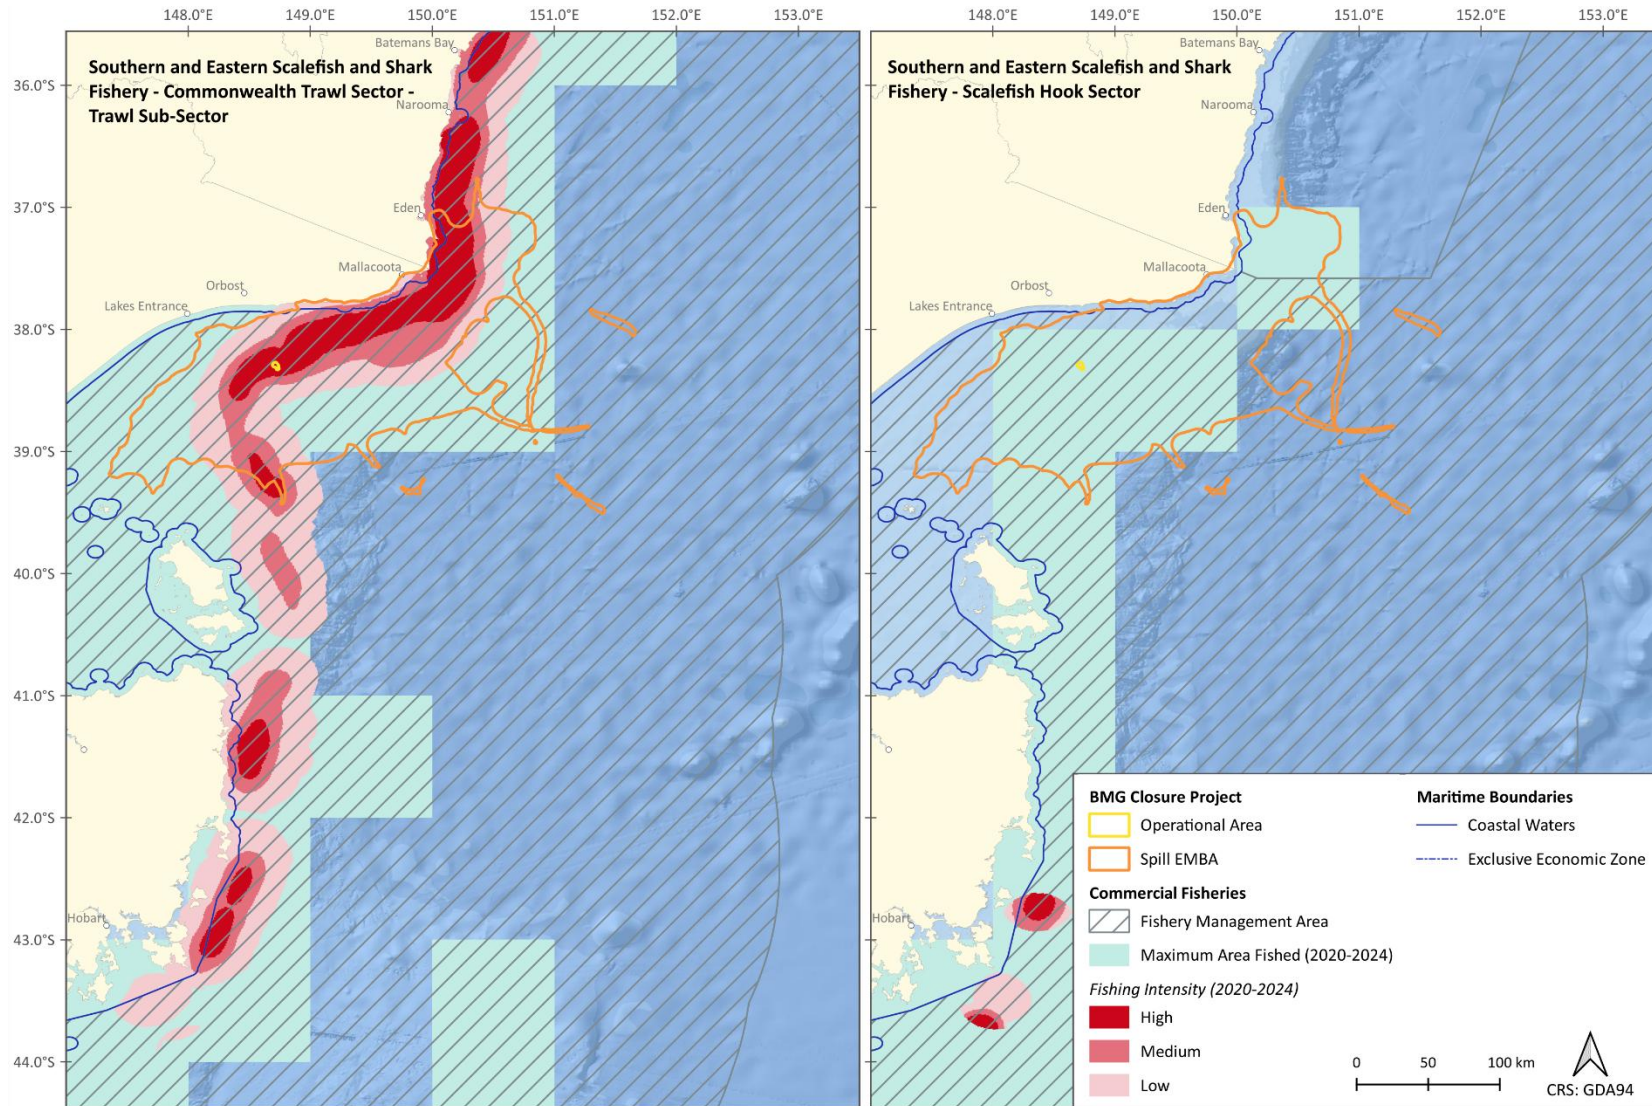 148.0°E 149.0°E 150.0°E 151.0°E 152.0°E 153.0°E
148.0°E 149.0°E 150.0°E 151.0°E 152.0°E 153.0°E
36.0°S
37.0°S
38.0°S
39.0°S
40.0°S
41.0°S
42.0°S
43.0°S
44.0°S
Southern and Eastern Scalefish and Shark
Fishery - Commonwealth Trawl Sector -
Trawl Sub-Sector
Batemans Bay
Narooma
Eden
Mallacoota
Orbost
Lakes Entrance
Hobart
Southern and Eastern Scalefish and Shark
Fishery - Scalefish Hook Sector
Batemans Bay
Narooma
Eden
Mallacoota
Orbost
Lakes Entrance
Hobart
BMG Closure Project
Operational Area
Spill EMBA
Commercial Fisheries
Fishery Management Area
Maximum Area Fished (2020-2024)
Fishing Intensity (2020-2024)
High
Medium
Low
Maritime Boundaries
Coastal Waters
Exclusive Economic Zone
0 50 100 km
CRS: GDA94